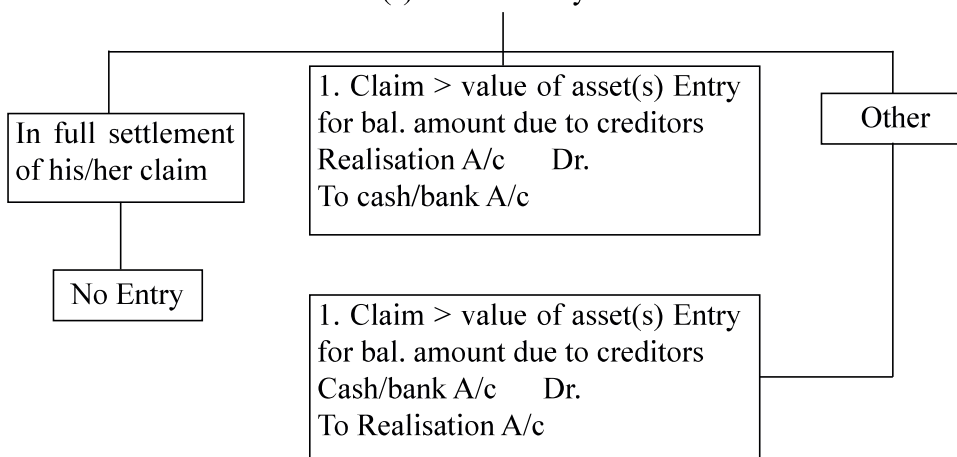 In full settlement
of his/her claim
No Entry
1. Claim > value of asset(s) Entry
for bal. amount due to creditors
Realisation A/c Dr.
To cash/bank A/c
Other
1. Claim > value of asset(s) Entry
for bal. amount due to creditors
Cash/bank A/c Dr.
To Realisation A/c